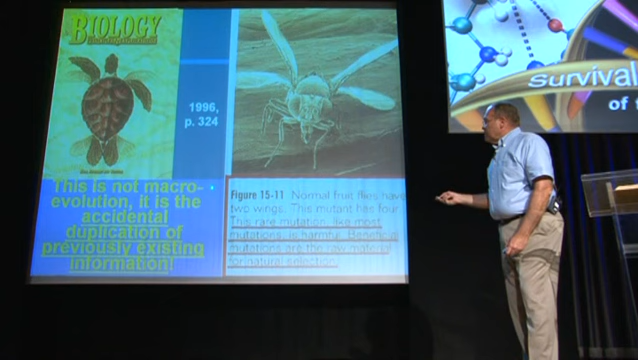 BIOLOGY
1996,
p. 324
This is not macro-
evolution, it is the
accidental
duplication of
previously existing
information!
Figure 15-11 Normal fruit flies have
two wings. This mutant has four.
This rare mutation, like most
mutations, is harmful. Beneficial
mutations are the raw material
for natural selection.
Survival
of